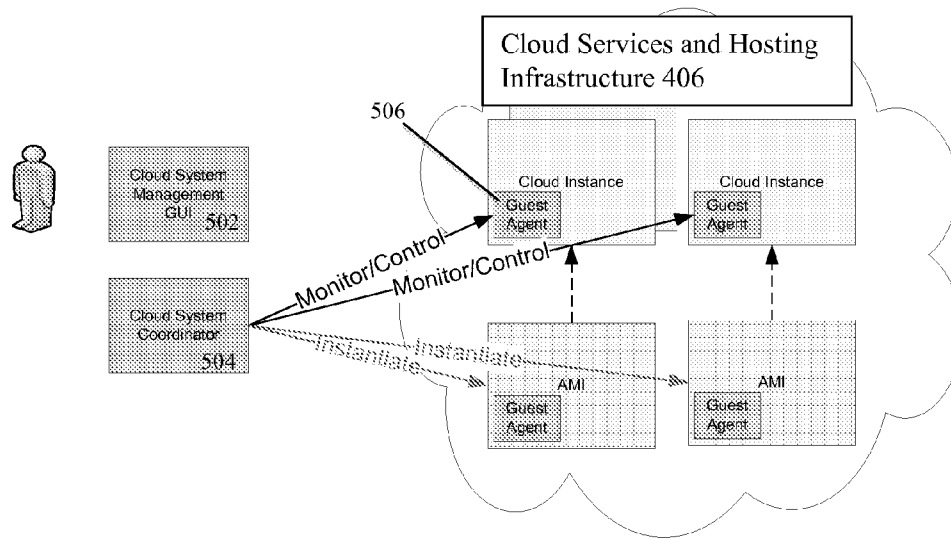 Cloud Services and Hosting
Infrastructure 406
506
Cloud System
Management
GUI
502
Cloud Instance
Guest
Agent
Cloud Instance
Guest
Agent
Monitor/Control
Monitor/Control
Cloud System
Coordinator
504
Instantiate
Instantiate
AMI
Guest
Agent
AMI
Guest
Agent